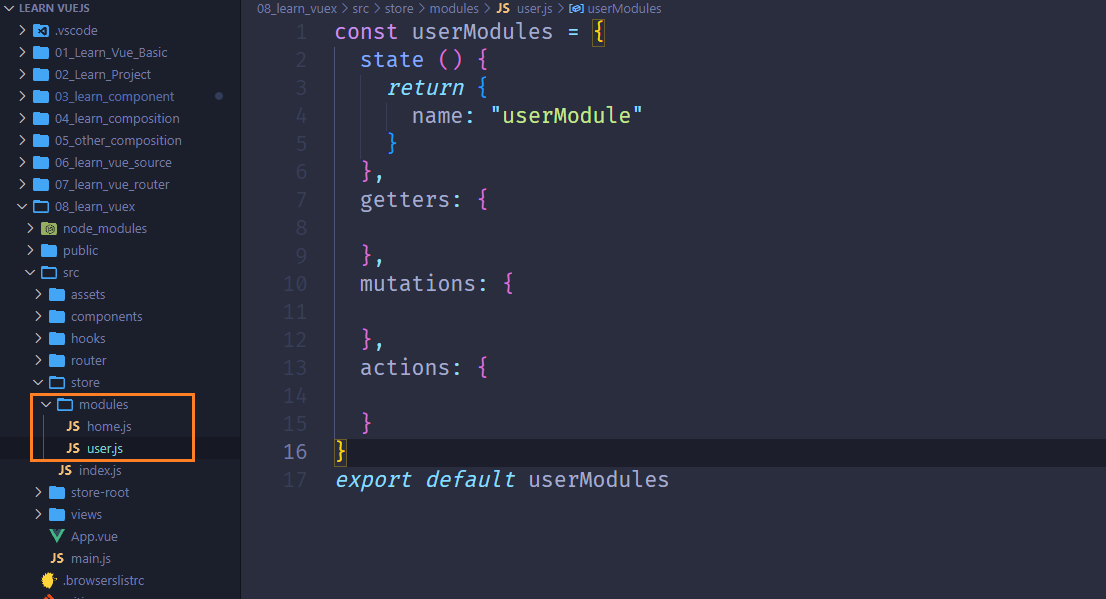 LEARN VUEJS
.vscode
01_Learn_Vue_Basic
02_Learn_Project
03_learn_component
04_learn_composition
05_other_composition
06_learn_vue_source
07_learn_vue_router
08_learn_vuex
node_modules
public
src
assets
components
hooks
router
store
modules
JS home.js
JS user.js
JS index.js
store-root
views
App.vue
JS main.js
.browserslistrc
08_learn_vuex > src > store > modules > JS user.js > userModules
1 const userModules = {
2 state () {
3 return {
4 name: "userModule"
5 }
6 },
7 getters: {
8
9 },
10 mutations: {
11
12 },
13 actions: {
14
15 }
16 }
17 export default userModules